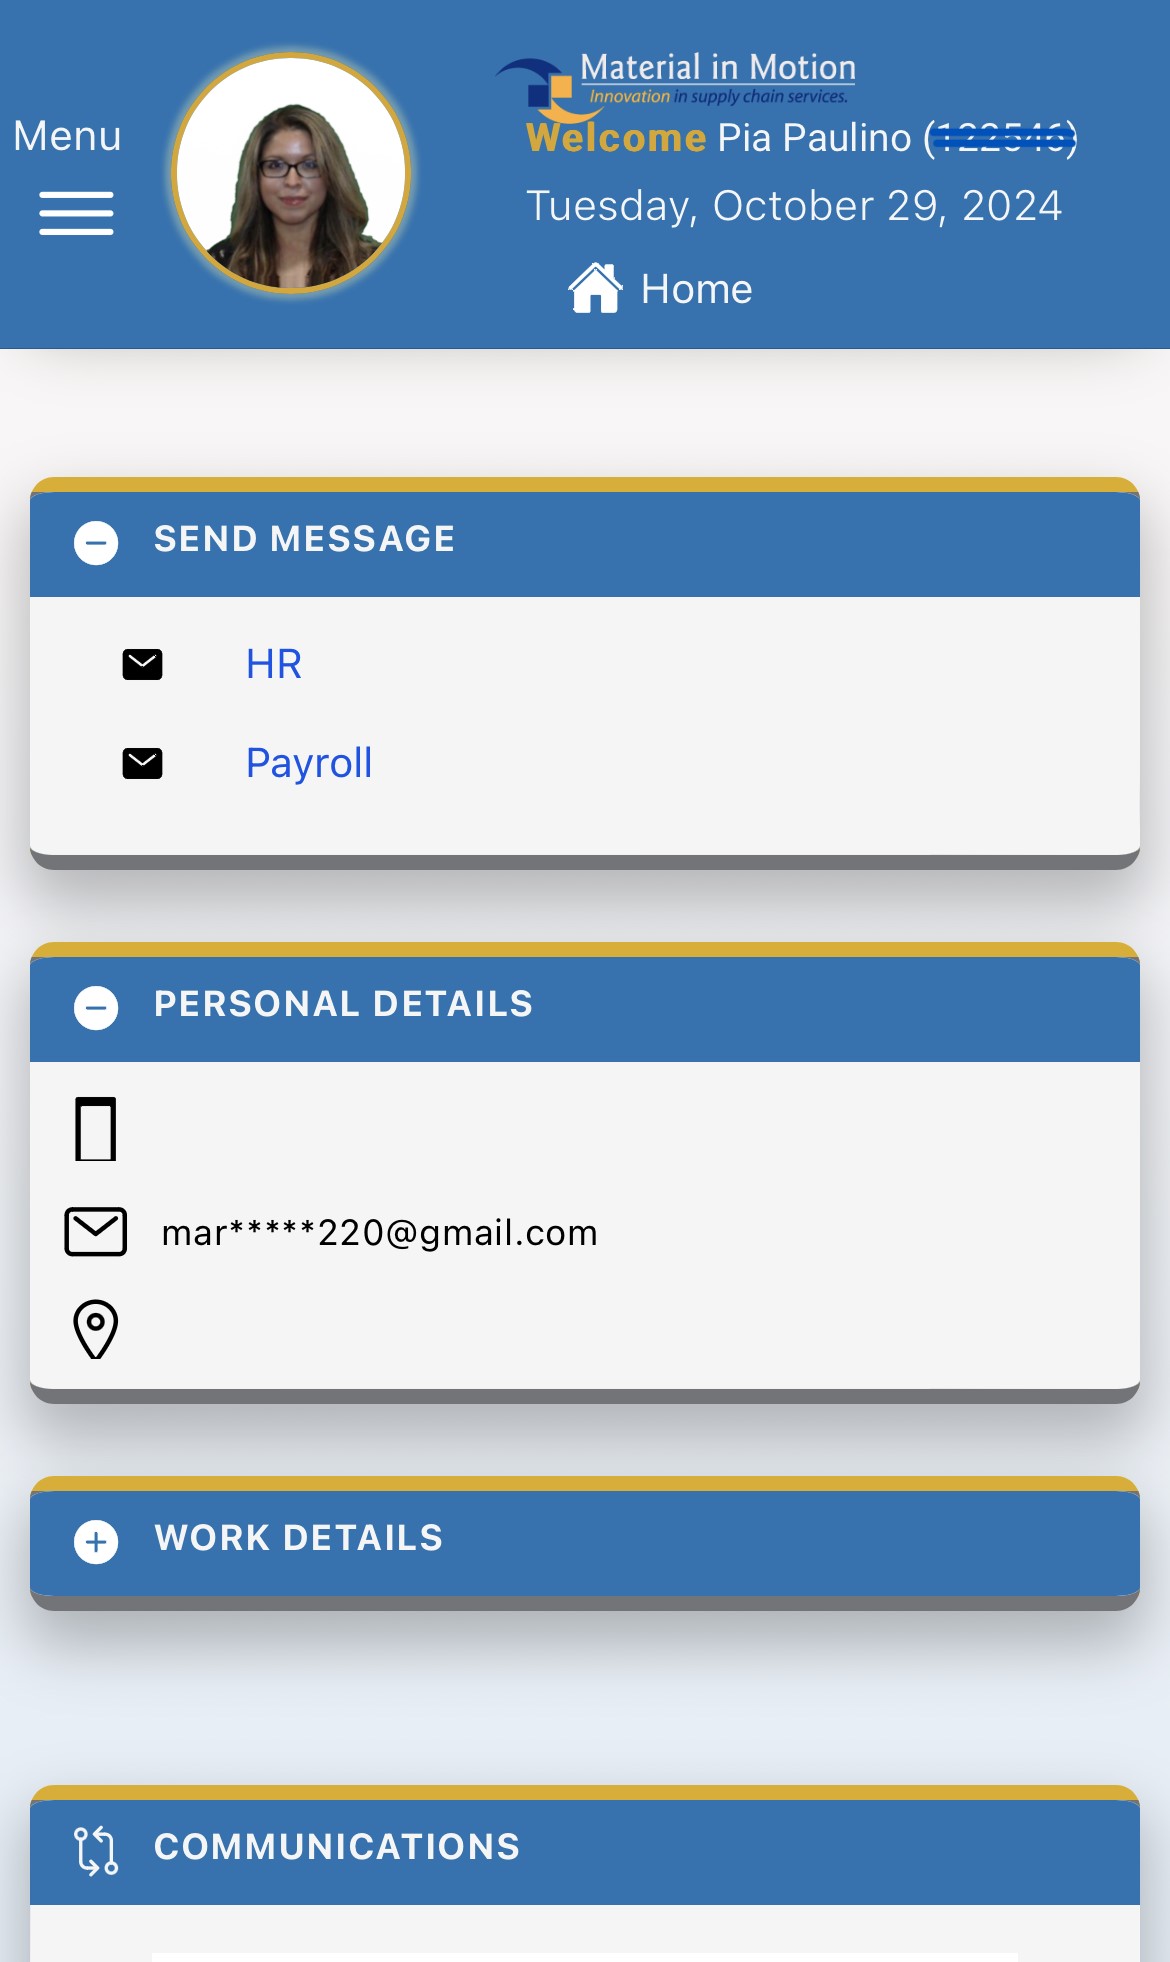 Menu
Material in Motion
Innovation in supply chain services.
Welcome Pia Paulino (
Tuesday, October 29, 2024
Home
SEND MESSAGE
HR
Payroll
PERSONAL DETAILS
mar*****220@gmail.com
WORK DETAILS
COMMUNICATIONS